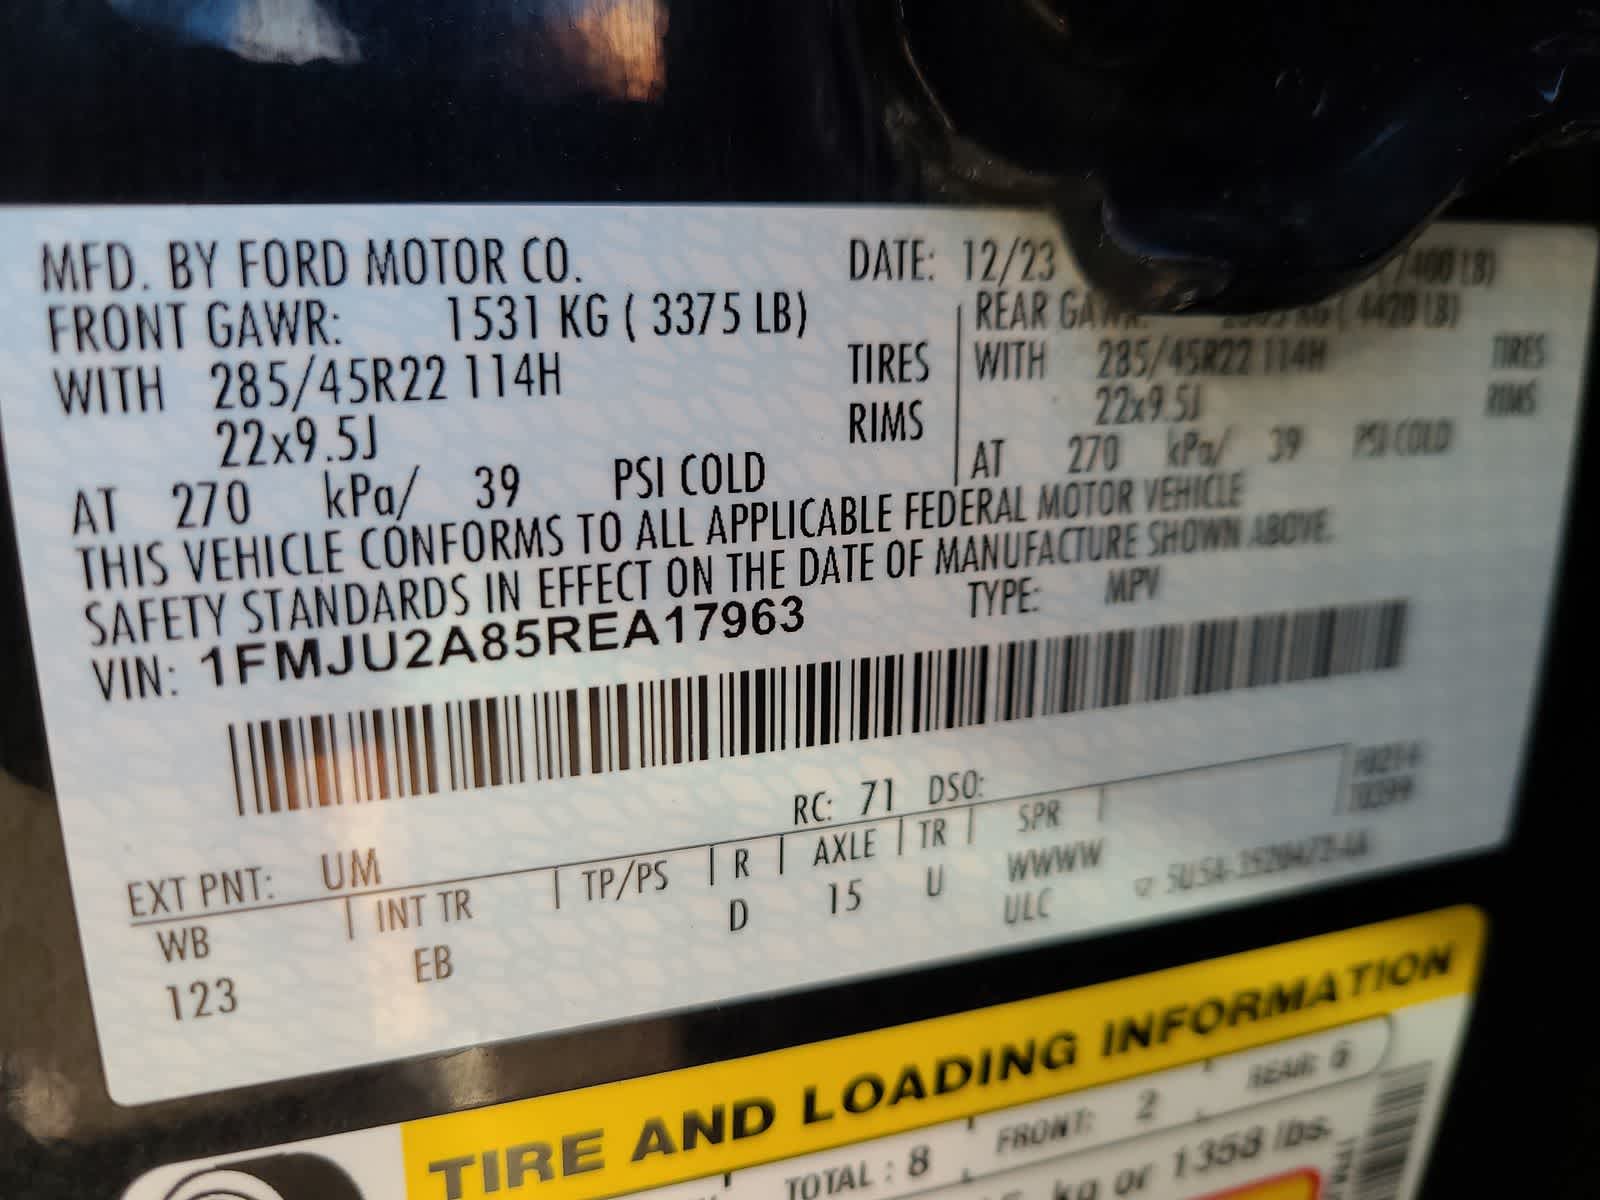 MFD. BY FORD MOTOR CO. DATE: 12/23
FRONT GAWR: 1531 KG ( 3375 LB) REAR ( 4420 LB)
WITH 285/45R22 114H TIRES WITH 285/45R22 114H TIRES
22x9.5J RIMS 22x9.5J RIMS
AT 270 kPa/ 39 PSI COLD AT 270 kPa/ 39 PSI COLD
THIS VEHICLE CONFORMS TO ALL APPLICABLE FEDERAL MOTOR VEHICLE
SAFETY STANDARDS IN EFFECT ON THE DATE OF MANUFACTURE SHOWN ABOVE.
VIN: 1FMJU2A85REA17963 TYPE: MPV
RC: 71 DSO:
EXT PNT: UM
WB INT TR TP/PS R AXLE TR SPR
123 EB D 15 U WWWW
ULC
TIRE AND LOADING INFORMATION
TOTAL : 8 FRONT: 2 REAR: 6
kg or 1358 lbs.